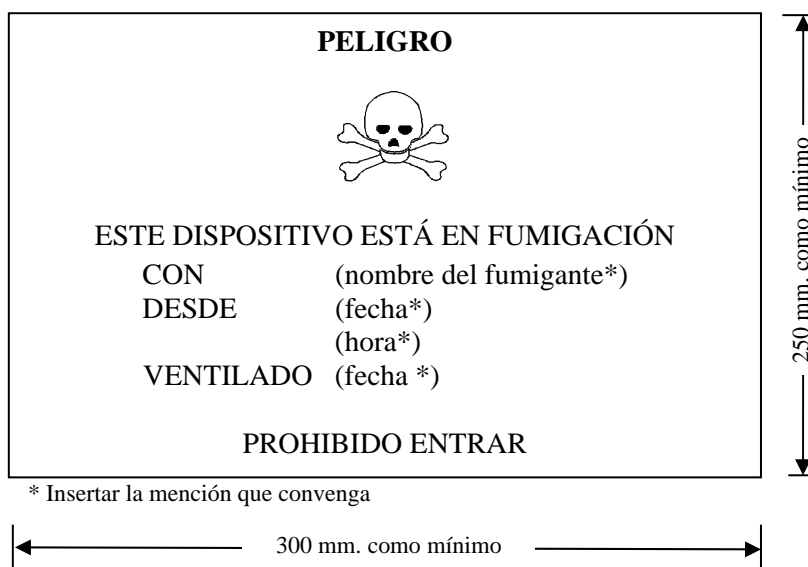 PELIGRO
ESTE DISPOSITIVO ESTÁ EN FUMIGACIÓN
CON (nombre del fumigante*)
DESDE (fecha*)
(hora*)
VENTILADO (fecha *)
PROHIBIDO ENTRAR
* Insertar la mención que convenga
300 mm. como mínimo
250 mm. como mínimo